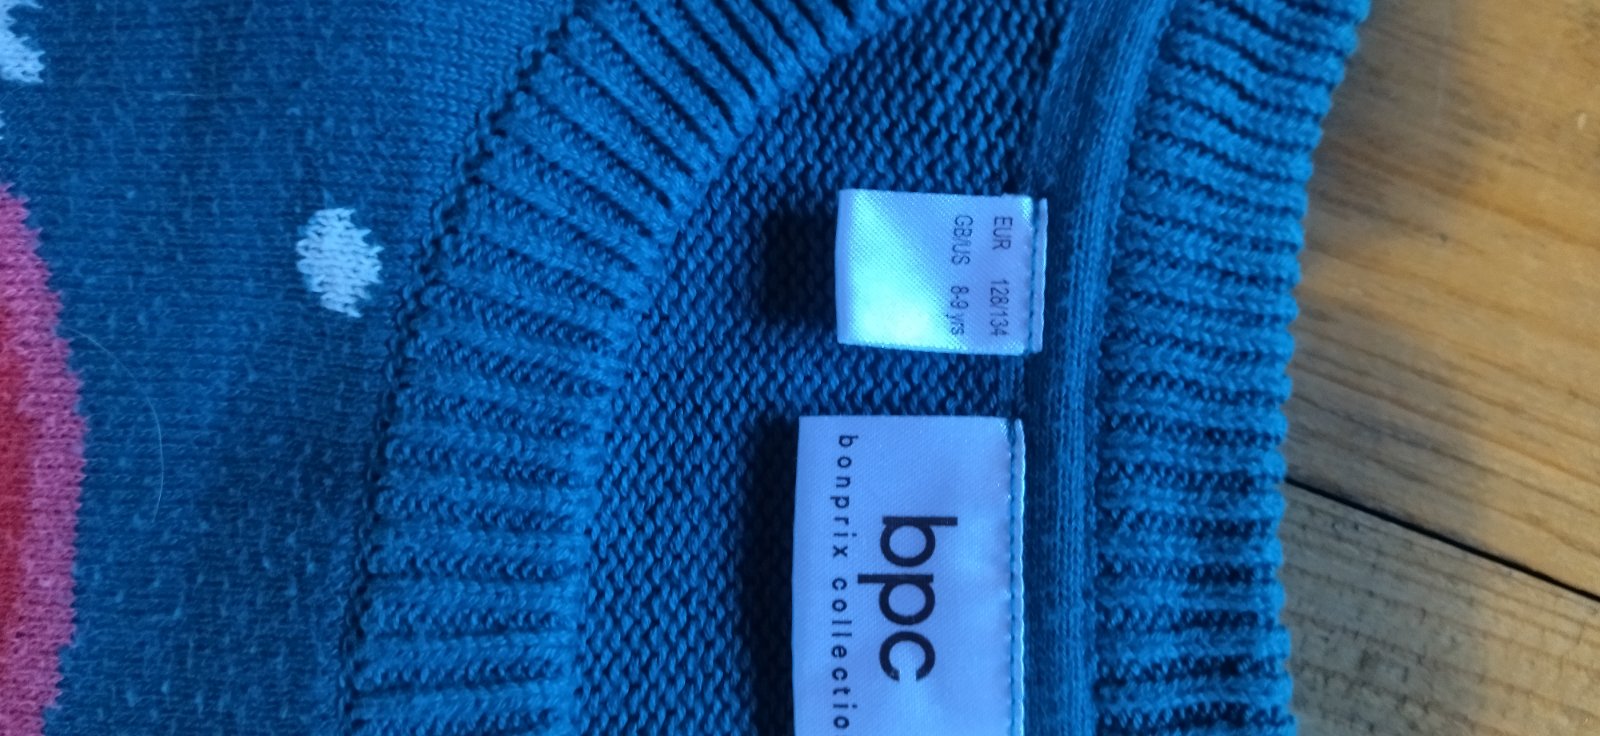 EUR 128/134
GB/US 8-9 yrs
bpc
bonprix collectio